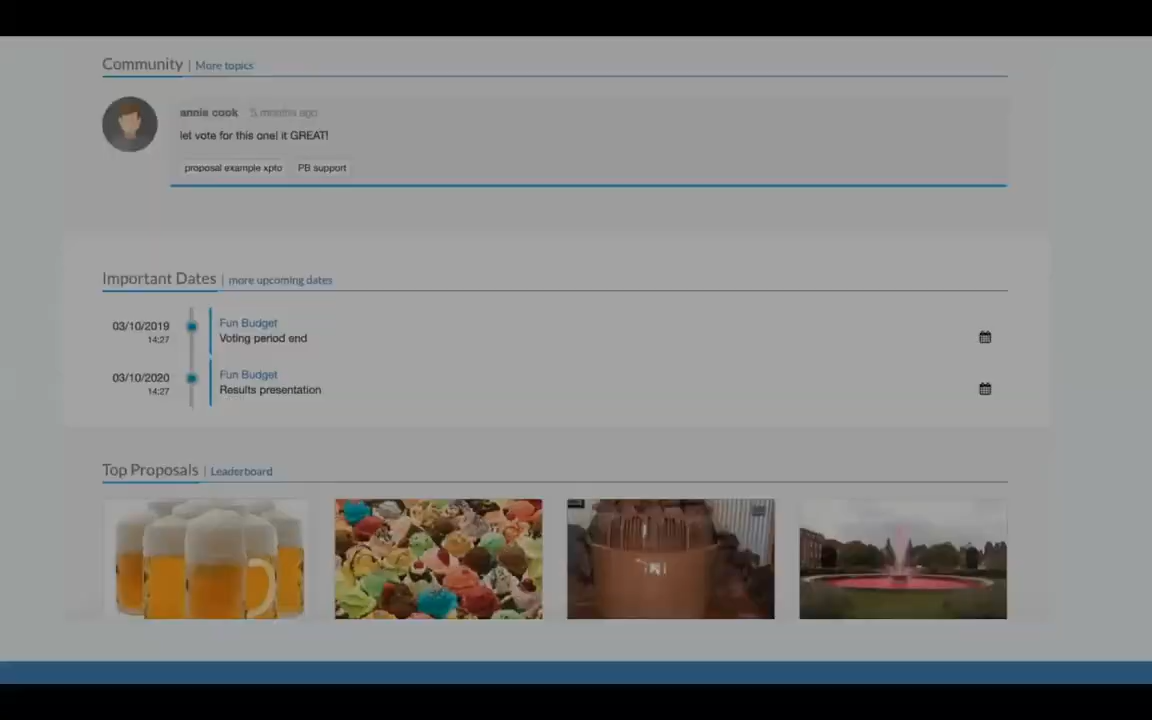 Community | More topics
annie cook 5 months ago
let vote for this one! it GREAT!
proposal example xpto PB support
Important Dates | more upcoming dates
03/10/2019 Fun Budget
14:27 Voting period end
03/10/2020 Fun Budget
14:27 Results presentation
Top Proposals | Leaderboard